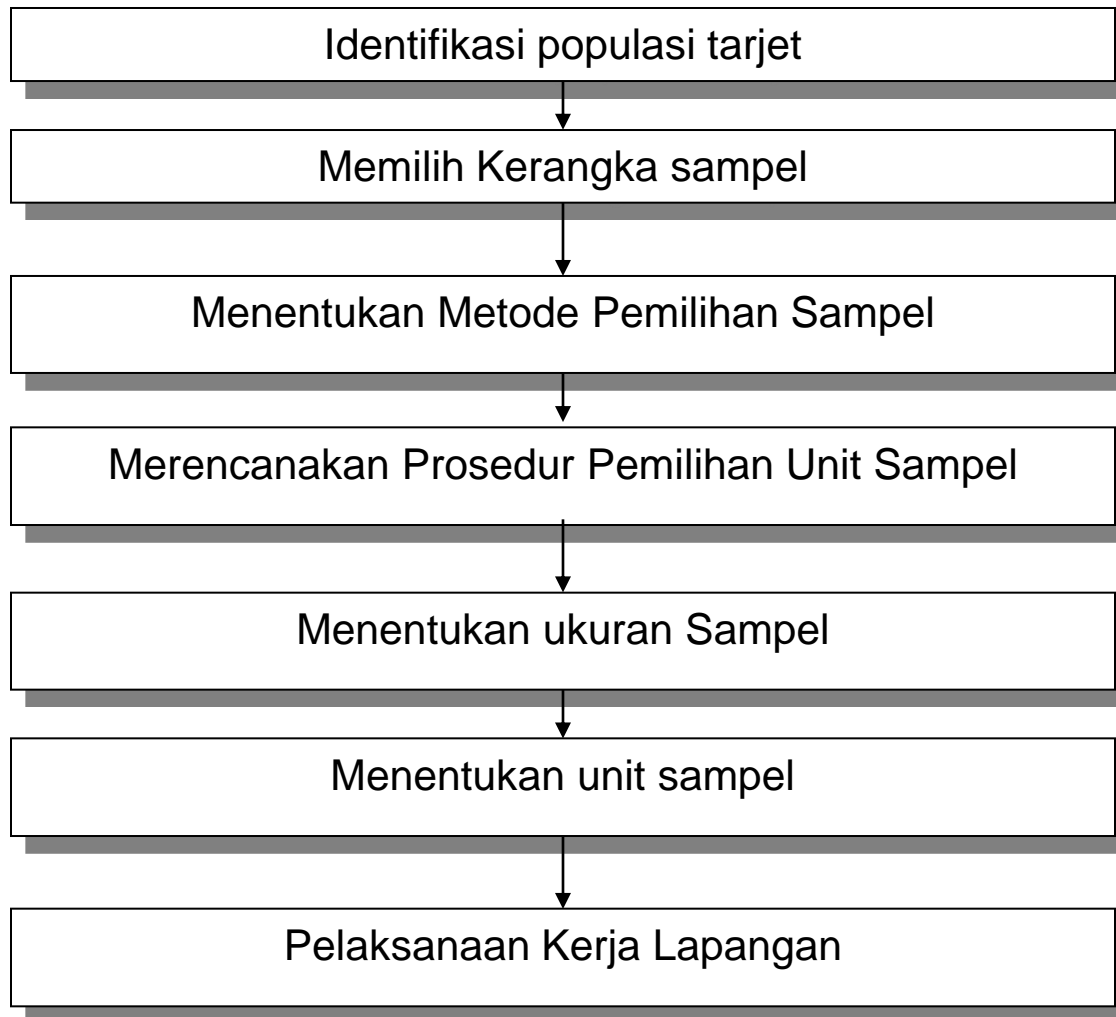 Identifikasi populasi tarjet
Memilih Kerangka sampel
Menentukan Metode Pemilihan Sampel
Merencanakan Prosedur Pemilihan Unit Sampel
Menentukan ukuran Sampel
Menentukan unit sampel
Pelaksanaan Kerja Lapangan